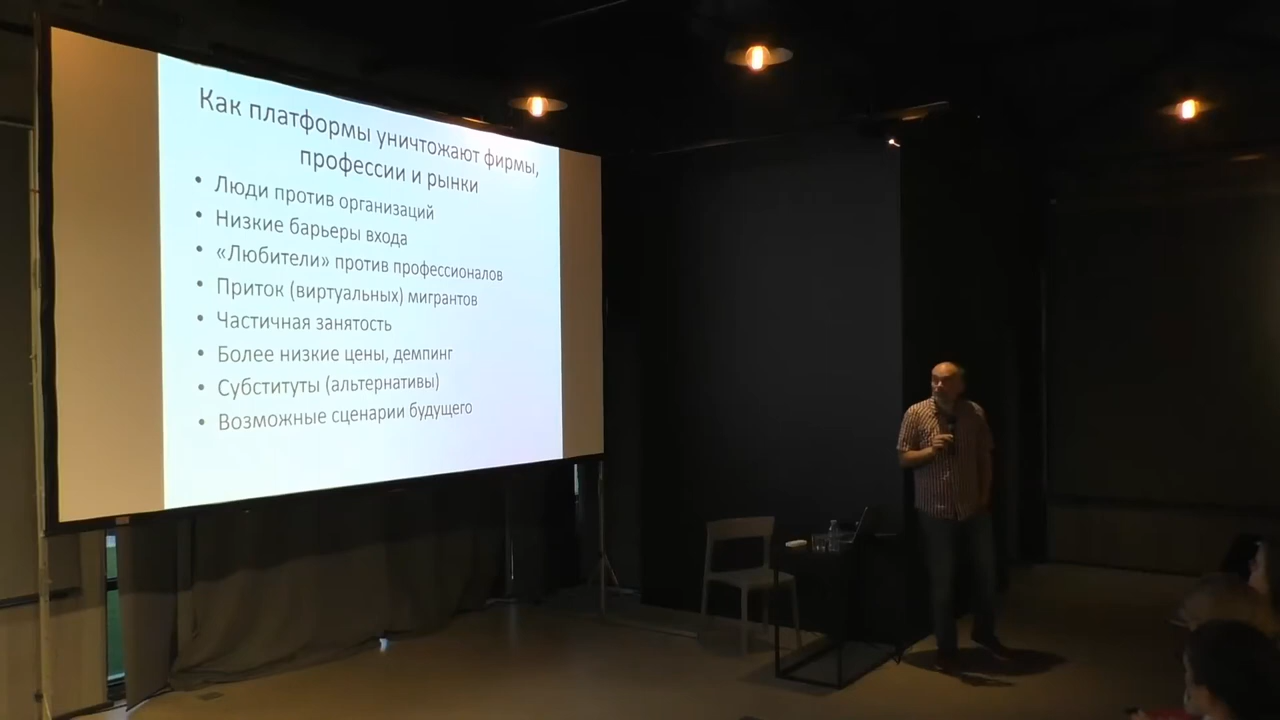 Как платформы уничтожают фирмы,
профессии и рынки
• Люди против организаций
• Низкие барьеры входа
• «Любители» против профессионалов
• Приток (виртуальных) мигрантов
• Частичная занятость
• Более низкие цены, демпинг
• Субституты (альтернативы)
• Возможные сценарии будущего